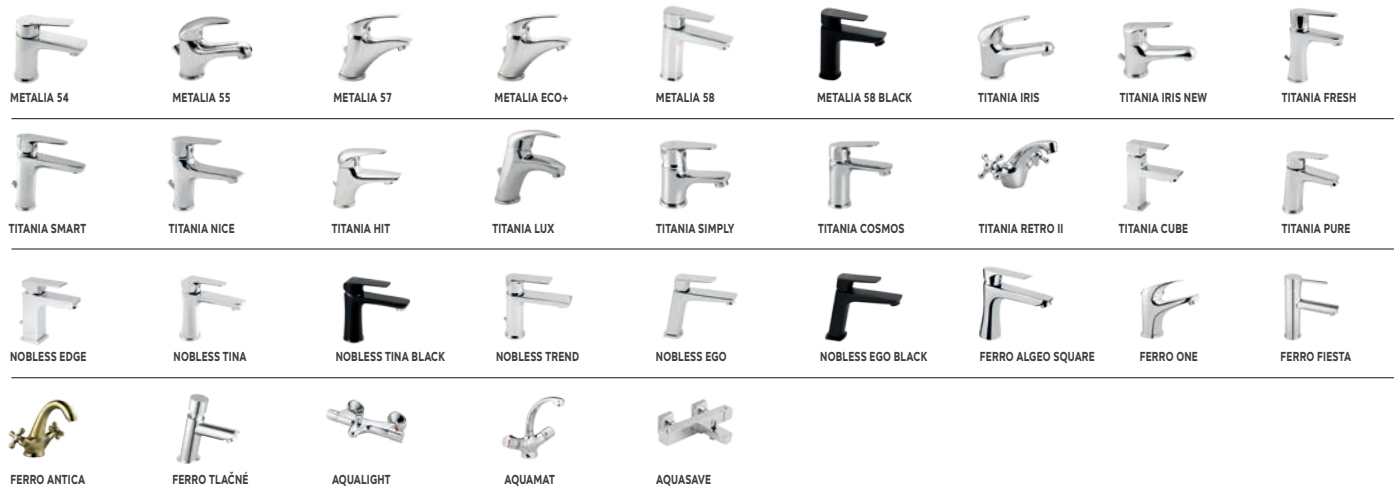 METALIA 54 METALIA 55 METALIA 57 METALIA ECO+ METALIA 58 METALIA 58 BLACK TITANIA IRIS TITANIA IRIS NEW TITANIA FRESH
TITANIA SMART TITANIA NICE TITANIA HIT TITANIA LUX TITANIA SIMPLY TITANIA COSMOS TITANIA RETRO II TITANIA CUBE TITANIA PURE
NOBLESS EDGE NOBLESS TINA NOBLESS TINA BLACK NOBLESS TREND NOBLESS EGO NOBLESS EGO BLACK FERRO ALGEO SQUARE FERRO ONE FERRO FIESTA
FERRO ANTICA FERRO TLAČNÉ AQUALIGHT AQUAMAT AQUASAVE